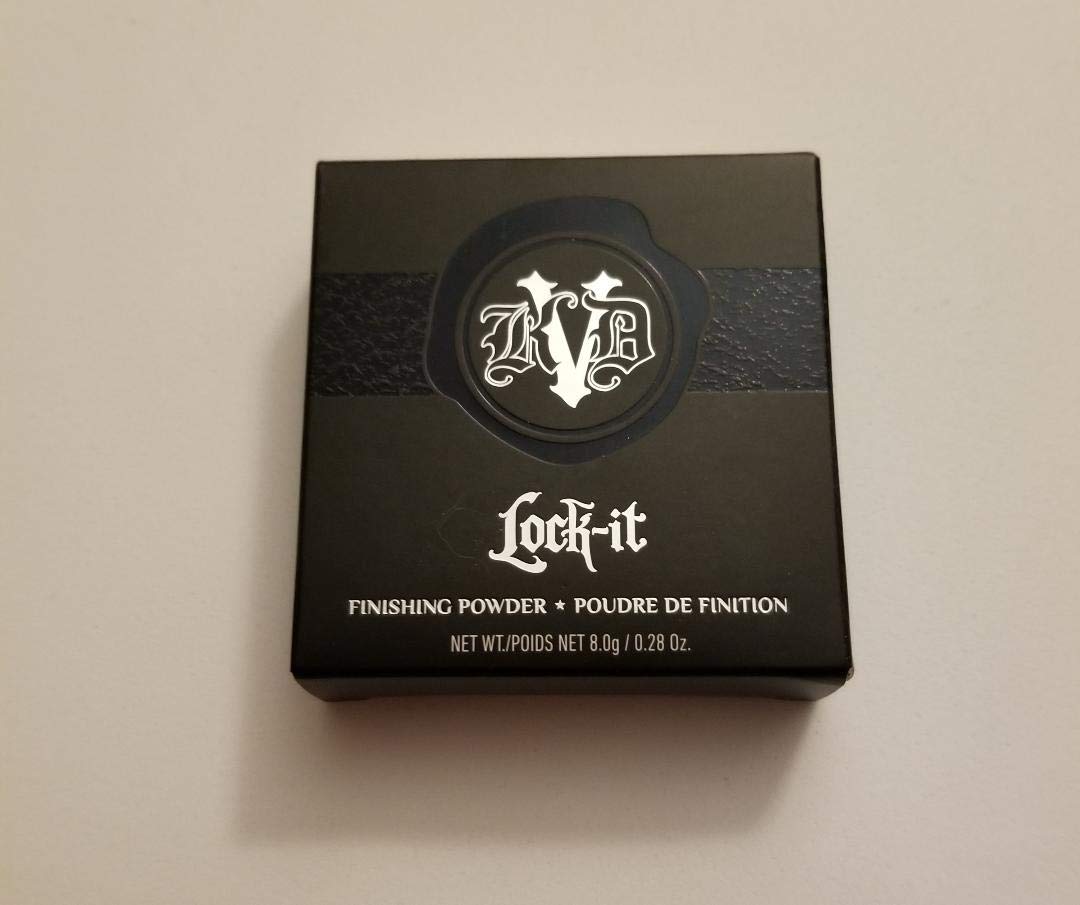 KVD
Lock-it
FINISHING POWDER ★ POUDRE DE FINITION
NET WT./POIDS NET 8.0g / 0.28 Oz.